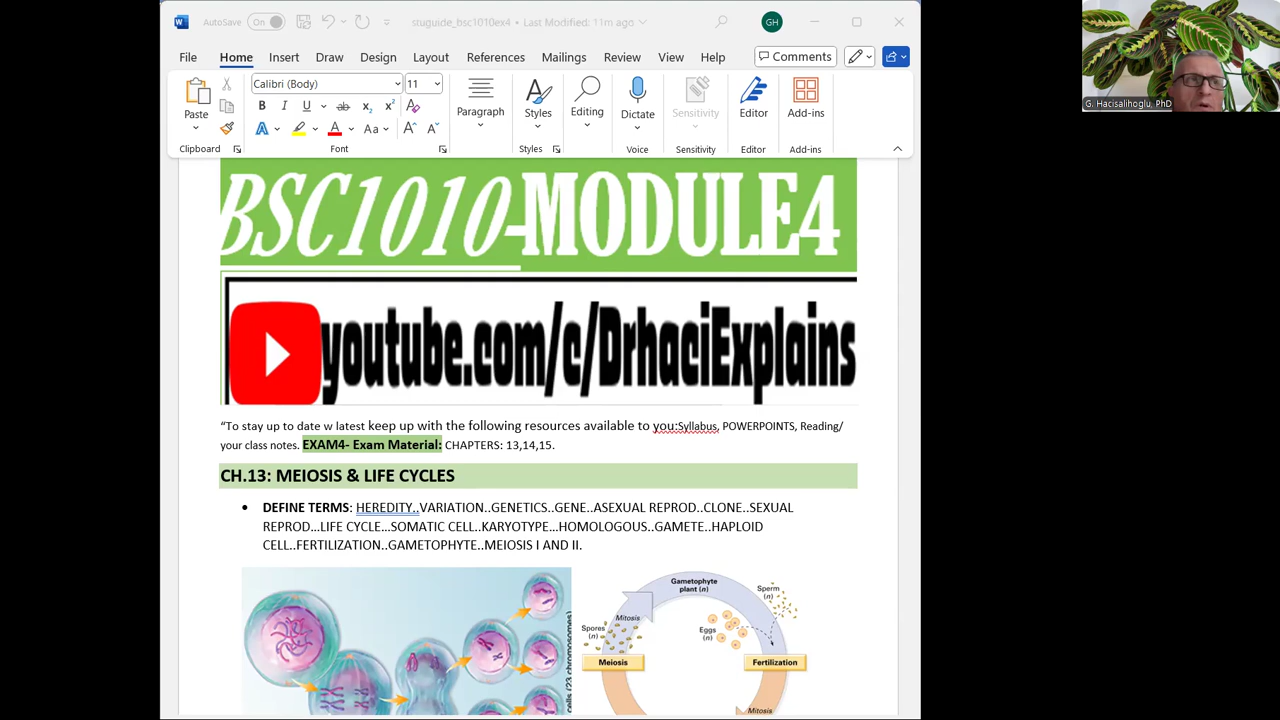 AutoSave On stuguide_bsc1010ex4 • Last Modified: 11m ago GH
File Home Insert Draw Design Layout References Mailings Review View Help Comments
Calibri (Body) 11
Paste Paragraph Styles Editing Dictate Sensitivity Editor Add-ins
Clipboard Font Styles Voice Sensitivity Editor Add-ins
G. Hacisalihoglu, PhD
BSC1010-MODULE4
youtube.com/c/DrhaciExplains
“To stay up to date w latest keep up with the following resources available to you:Syllabus, POWERPOINTS, Reading/
your class notes. EXAM4- Exam Material: CHAPTERS: 13,14,15.
CH.13: MEIOSIS & LIFE CYCLES
• DEFINE TERMS: HEREDITY..VARIATION..GENETICS..GENE..ASEXUAL REPROD..CLONE..SEXUAL
REPROD...LIFE CYCLE...SOMATIC CELL..KARYOTYPE...HOMOLOGOUS..GAMETE..HAPLOID
CELL..FERTILIZATION..GAMETOPHYTE..MEIOSIS I AND II.
cells (23 chromosomes)
Gametophyte
plant (n)
Sperm
(n)
Mitosis
Spores
(n)
Eggs
(n)
Meiosis
Fertilization
Mitosis